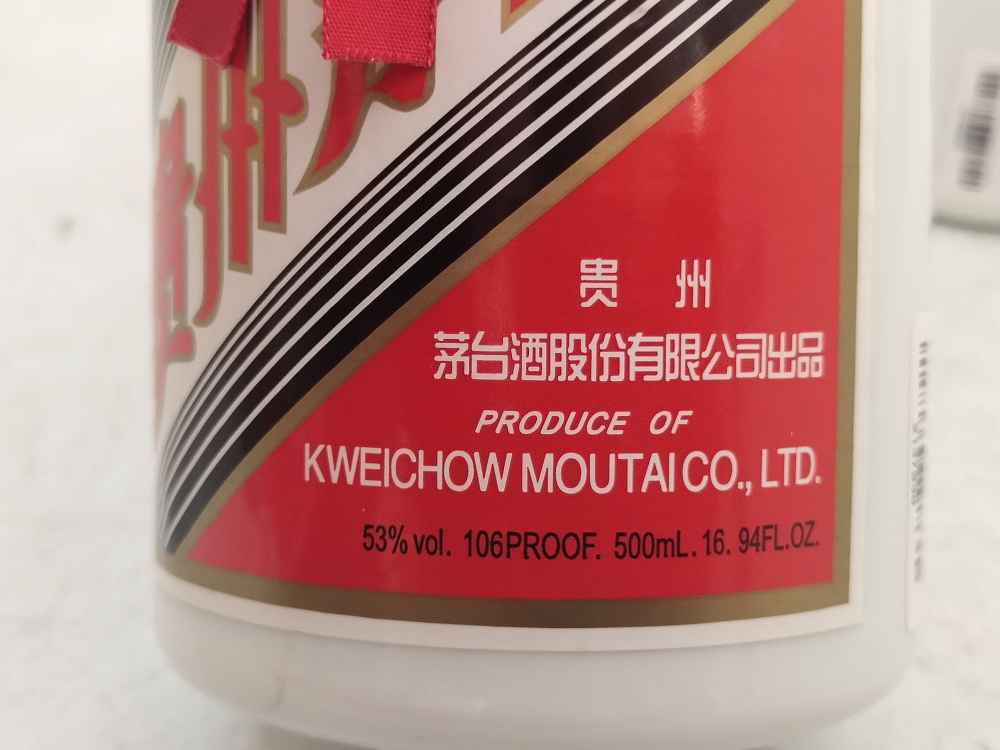 贵 州
茅台酒股份有限公司出品
PRODUCE OF
KWEICHOW MOUTAI CO., LTD.
53% vol. 106PROOF. 500mL. 16. 94FL.OZ.